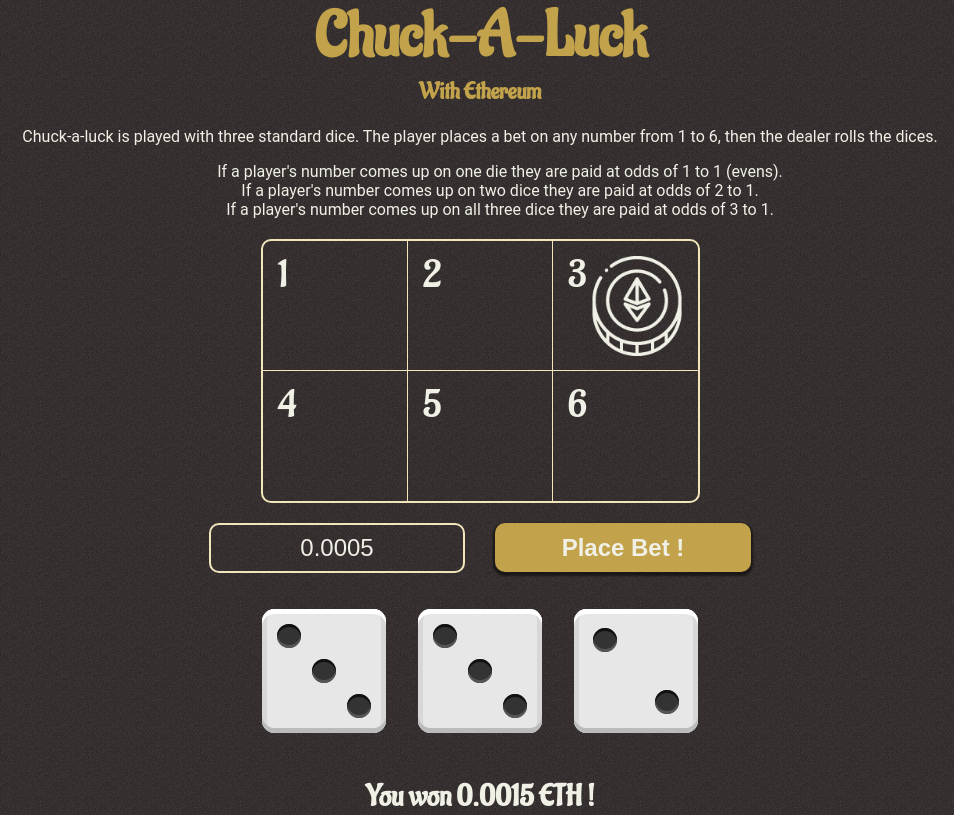 Chuck-A-Luck
With Ethereum
Chuck-a-luck is played with three standard dice. The player places a bet on any number from 1 to 6, then the dealer rolls the dices.
If a player's number comes up on one die they are paid at odds of 1 to 1 (evens).
If a player's number comes up on two dice they are paid at odds of 2 to 1.
If a player's number comes up on all three dice they are paid at odds of 3 to 1.
1 2 3
4 5 6
0.0005 Place Bet !
You won 0.0015 ETH !